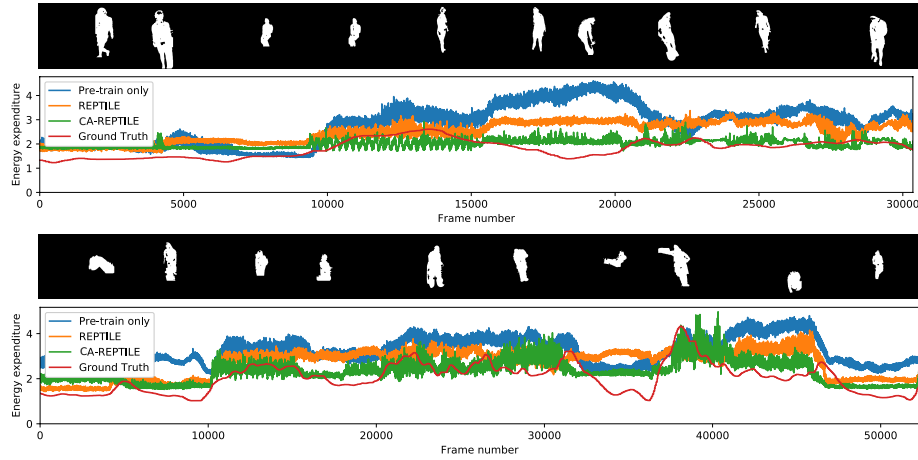 Energy expenditure
4
3
2
1
0
Pre-train only
REPTILE
CA-REPTILE
Ground Truth
0 5000 10000 15000 20000 25000 30000
Frame number
Energy expenditure
4
2
0
Pre-train only
REPTILE
CA-REPTILE
Ground Truth
0 10000 20000 30000 40000 50000
Frame number